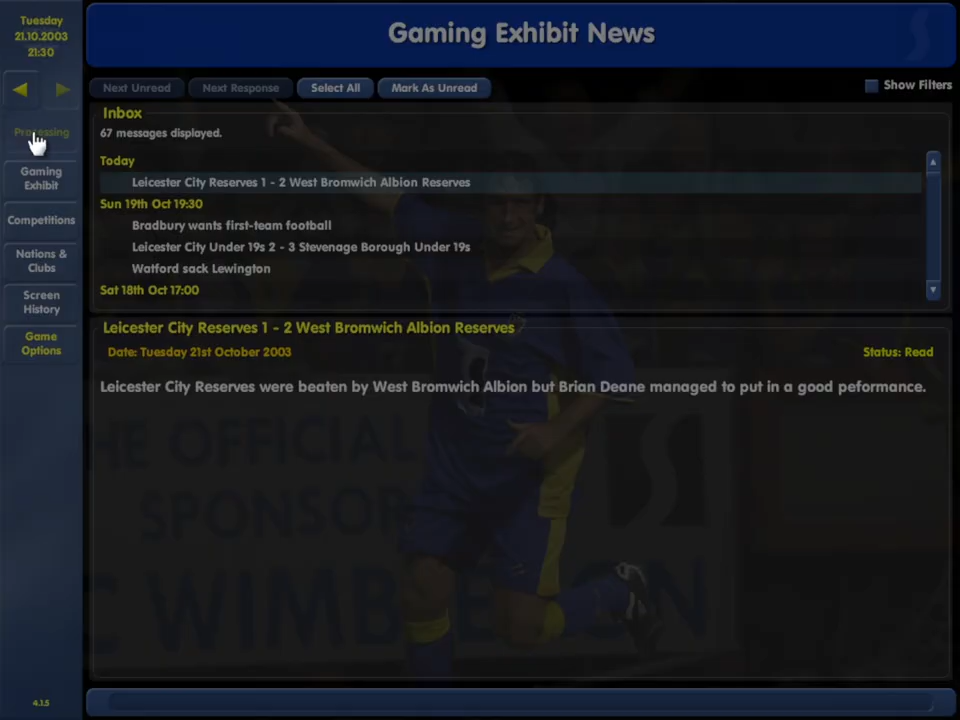 Tuesday
21.10.2003
21:30
Gaming Exhibit News
Next Unread
Next Response
Select All
Mark As Unread
Show Filters
Processing
Gaming
Exhibit
Competitions
Nations &
Clubs
Screen
History
Game
Options
Inbox
67 messages displayed.
Today
Leicester City Reserves 1 - 2 West Bromwich Albion Reserves
Sun 19th Oct 19:30
Bradbury wants first-team football
Leicester City Under 19s 2 - 3 Stevenage Borough Under 19s
Watford sack Lewington
Sat 18th Oct 17:00
Leicester City Reserves 1 - 2 West Bromwich Albion Reserves
Date: Tuesday 21st October 2003
Status: Read
Leicester City Reserves were beaten by West Bromwich Albion but Brian Deane managed to put in a good peformance.
HE OFFICIAL
SPONSOR
C WIMB
4.1.5